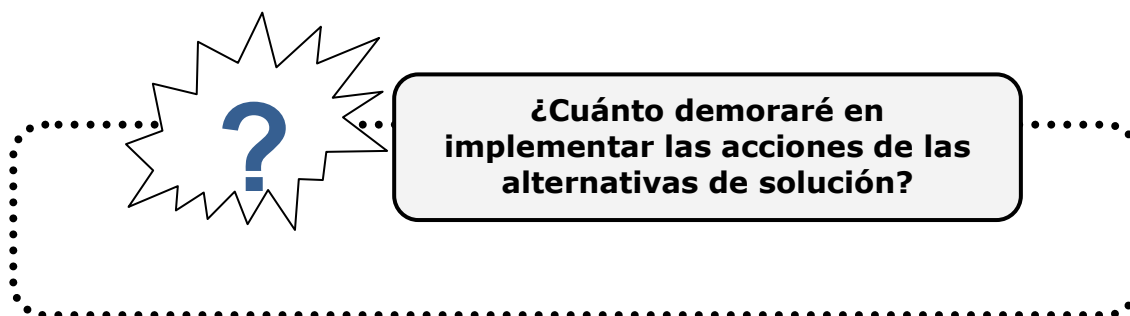 ?
¿Cuánto demoraré en
implementar las acciones de las
alternativas de solución?